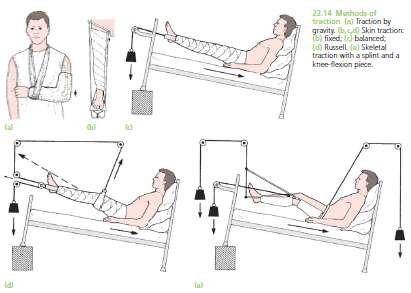 23.14 Methods of
traction (a) Traction by
gravity. (b,c,d) Skin traction:
(b) fixed; (c) balanced;
(d) Russell. (e) Skeletal
traction with a splint and a
knee-flexion piece.
(a)
(b)
(c)
(d)
(e)